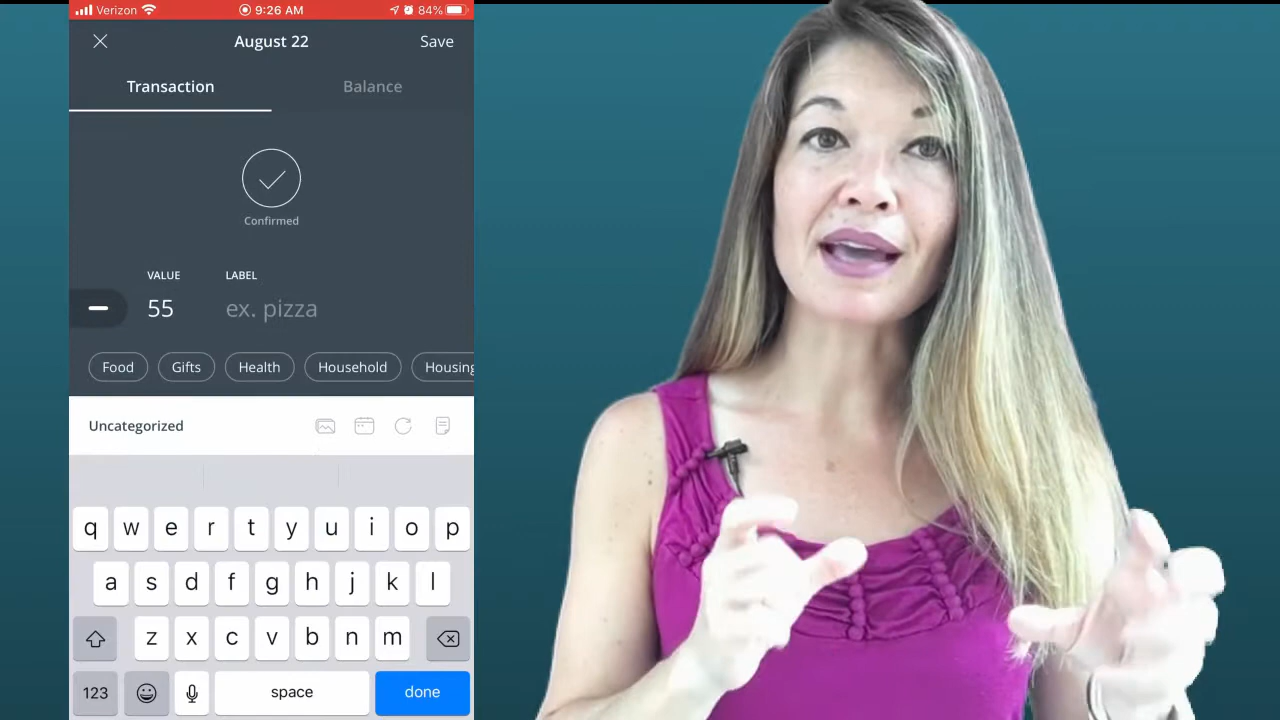 Verizon 9:26 AM 84%
August 22 Save
Transaction Balance
Confirmed
VALUE LABEL
55 ex. pizza
Food Gifts Health Household Housing
Uncategorized
q w e r t y u i o p
a s d f g h j k l
z x c v b n m
123 space done